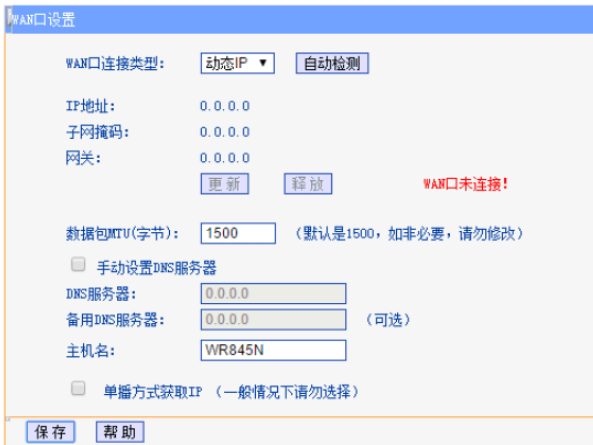 WAN口设置
WAN口连接类型: 动态IP 自动检测
IP地址: 0.0.0.0
子网掩码: 0.0.0.0
网关: 0.0.0.0
更新 释放 WAN口未连接!
数据包MTU(字节): 1500 (默认是1500，如非必要，请勿修改)
手动设置DNS服务器
DNS服务器: 0.0.0.0
备用DNS服务器: 0.0.0.0 (可选)
主机名: WR845N
单播方式获取IP (一般情况下请勿选择)
保存 帮助